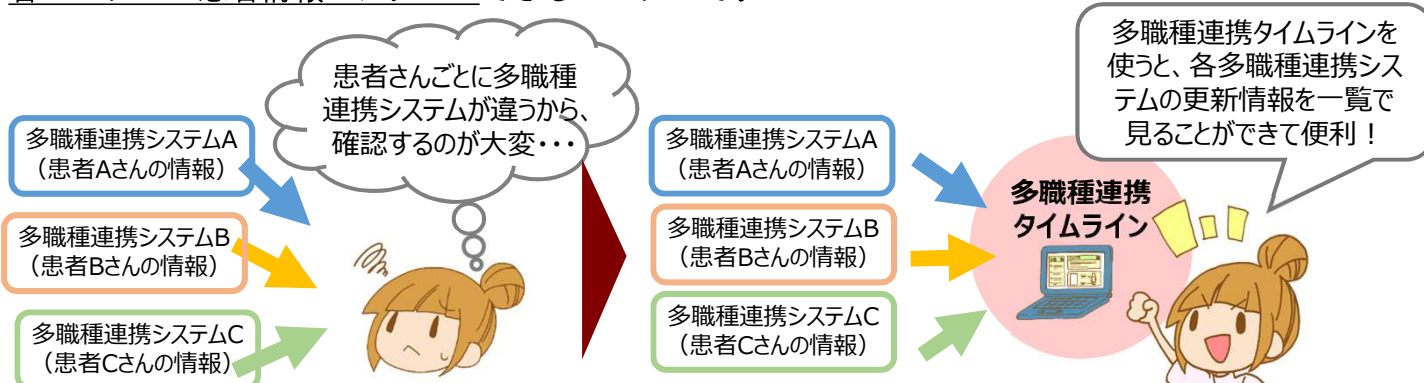 患者さんごとに多職種
連携システムが違うから、
確認するのが大変・・・
多職種連携システムA
（患者Aさんの情報）
多職種連携システムB
（患者Bさんの情報）
多職種連携システムC
（患者Cさんの情報）
多職種連携システムA
（患者Aさんの情報）
多職種連携システムB
（患者Bさんの情報）
多職種連携システムC
（患者Cさんの情報）
多職種連携
タイムライン
多職種連携タイムラインを
使うと、各多職種連携シス
テムの更新情報を一覧で
見ることができて便利！